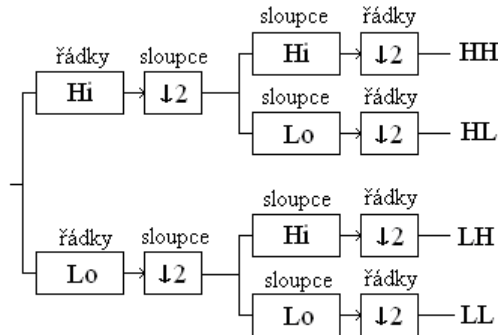 sloupce řádky
řádky sloupce Hi ↓2 HH
Hi ↓2 sloupce řádky
Lo ↓2 HL
sloupce řádky
řádky sloupce Hi ↓2 LH
Lo ↓2 sloupce řádky
Lo ↓2 LL